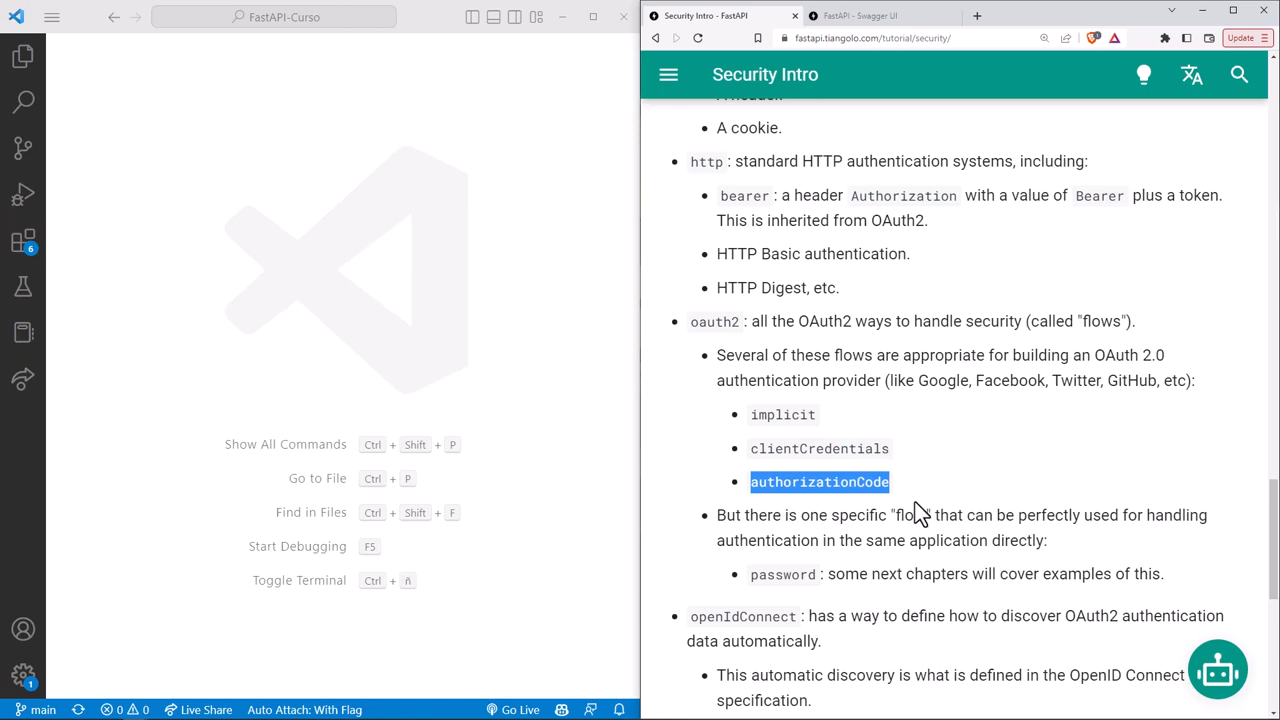 FastAPI-Curso
Security Intro - FastAPI
FastAPI - Swagger UI
fastapi.tiangolo.com/tutorial/security/
Update
Security Intro
A cookie.
http : standard HTTP authentication systems, including:
bearer : a header Authorization with a value of Bearer plus a token.
This is inherited from OAuth2.
HTTP Basic authentication.
HTTP Digest, etc.
oauth2 : all the OAuth2 ways to handle security (called "flows").
Several of these flows are appropriate for building an OAuth 2.0
authentication provider (like Google, Facebook, Twitter, GitHub, etc):
implicit
clientCredentials
authorizationCode
But there is one specific "flow" that can be perfectly used for handling
authentication in the same application directly:
password : some next chapters will cover examples of this.
openIdConnect : has a way to define how to discover OAuth2 authentication
data automatically.
This automatic discovery is what is defined in the OpenID Connect
specification.
Show All Commands Ctrl + Shift + P
Go to File Ctrl + P
Find in Files Ctrl + Shift + F
Start Debugging F5
Toggle Terminal Ctrl + ñ
6
1
main 0 0 Live Share Auto Attach: With Flag Go Live